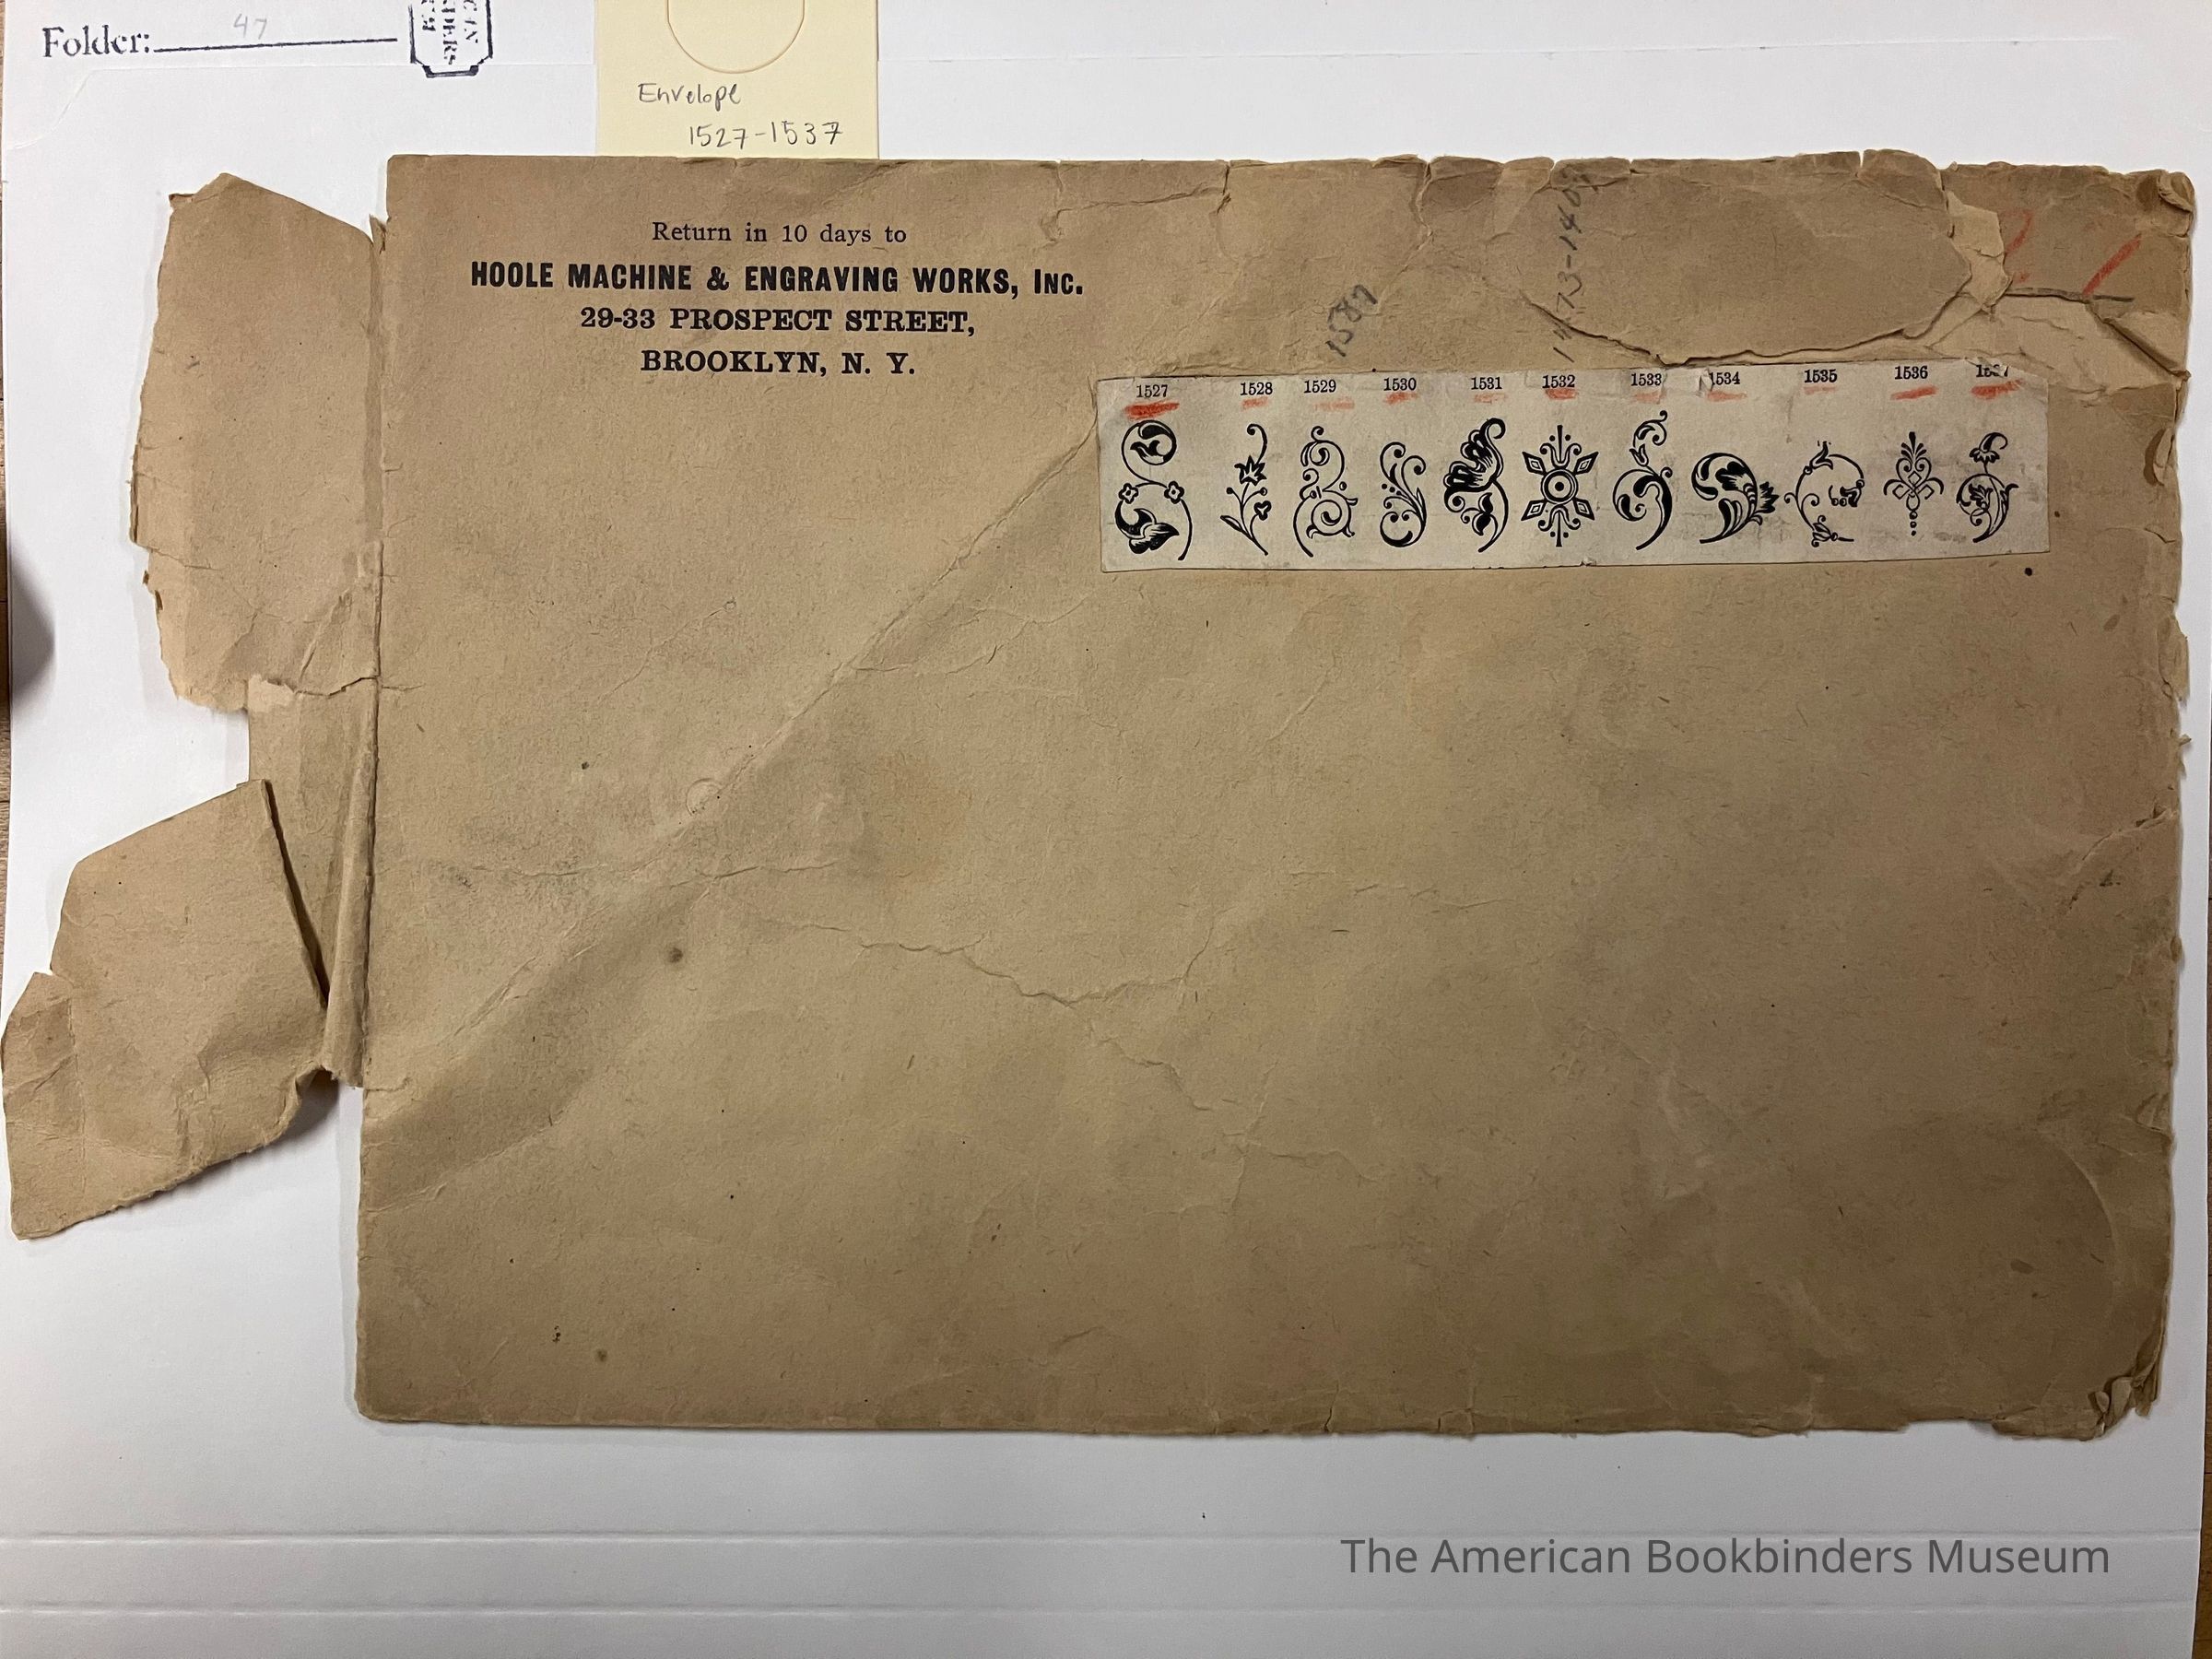 Folder: 47
Envelope
1527-1537
Return in 10 days to
HOOLE MACHINE & ENGRAVING WORKS, Inc.
29-33 PROSPECT STREET,
BROOKLYN, N. Y.
1527 1528 1529 1530 1531 1532 1533 1534 1535 1536 1537
The American Bookbinders Museum